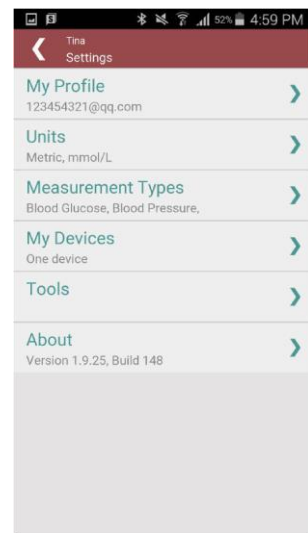 52% 4:59 PM
Tina
Settings
My Profile
123454321@qq.com
Units
Metric, mmol/L
Measurement Types
Blood Glucose, Blood Pressure,
My Devices
One device
Tools
About
Version 1.9.25, Build 148